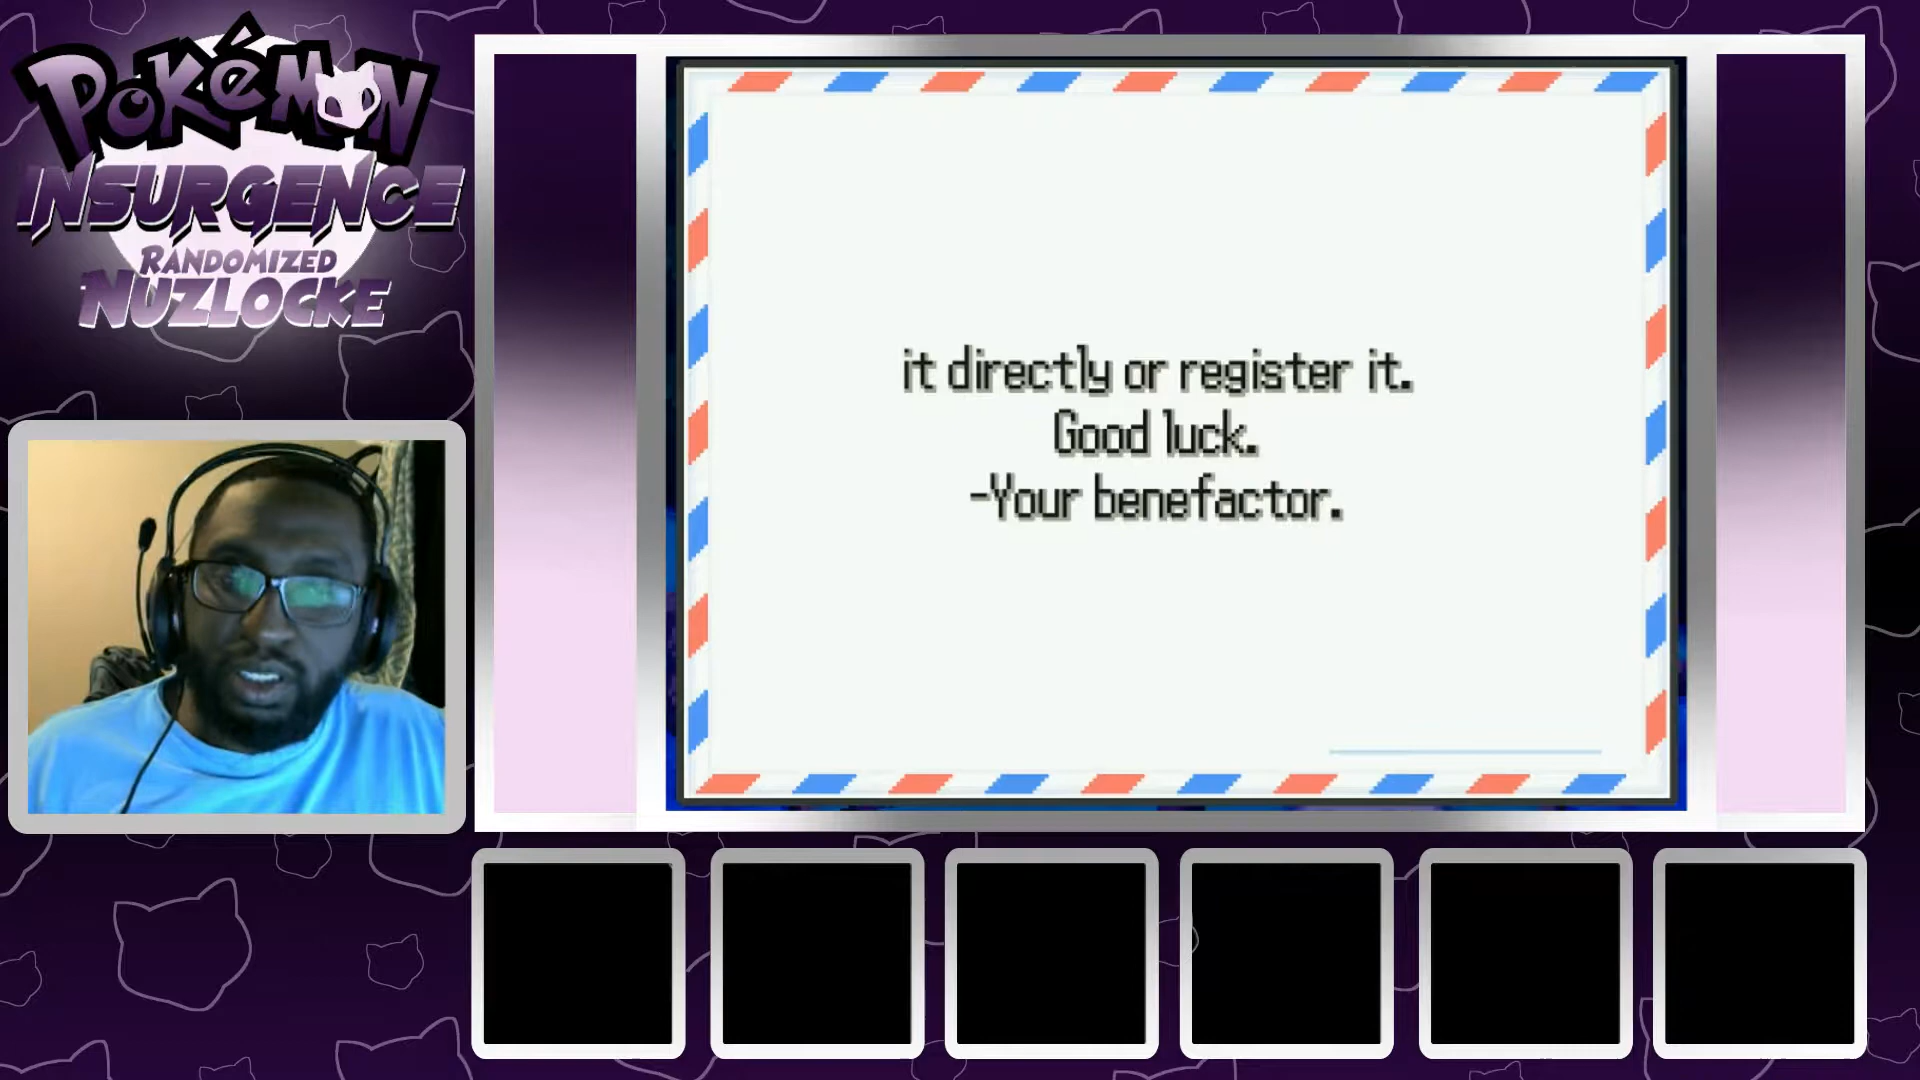 POKÉMON
INSURGENCE
RANDOMIZED
NUZLOCKE
it directly or register it.
Good luck.
-Your benefactor.